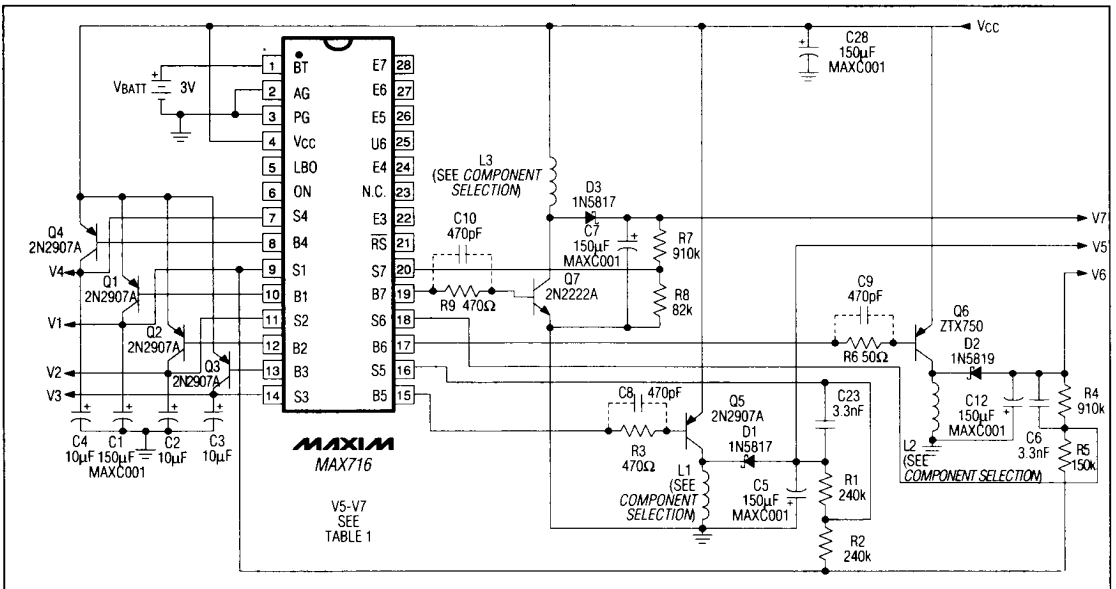 VCC
C28
150µF
MAXC001
VBATT 3V
1 BT
2 AG
3 PG
4 VCC
5 LBO
6 ON
7 S4
8 B4
9 S1
10 B1
11 S2
12 B2
13 B3
14 S3
E7 28
E6 27
E5 26
U6 25
E4 24
N.C. 23
E3 22
RS 21
S7 20
B7 19
S6 18
B6 17
S5 16
B5 15
MAXIM
MAX716
V5-V7
SEE
TABLE 1
Q4
2N2907A
V4
Q1
2N2907A
V1
Q2
2N2907A
V2
Q3
2N2907A
V3
C4
10µF
C1
150µF
MAXC001
C2
10µF
C3
10µF
L3
(SEE COMPONENT
SELECTION)
D3
1N5817
C10
470pF
C7
150µF
MAXC001
R7
910k
R8
82k
R9 470Ω
Q7
2N2222A
V7
V5
V6
C9
470pF
R6 50Ω
Q6
ZTX750
D2
1N5819
C12
150µF
MAXC001
C6
3.3nF
R4
910k
R5
150k
L2
(SEE
COMPONENT SELECTION)
C8 470pF
R3
470Ω
Q5
2N2907A
D1
1N5817
L1
(SEE
COMPONENT
SELECTION)
C5
150µF
MAXC001
C23
3.3nF
R1
240k
R2
240k